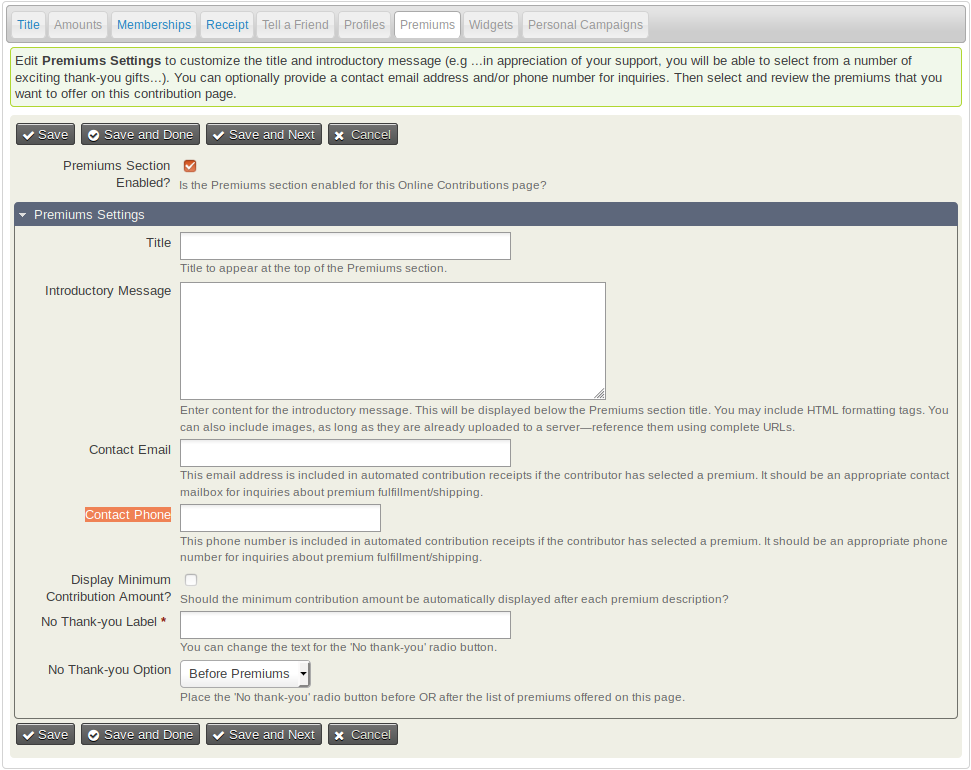 Title Amounts Memberships Receipt Tell a Friend Profiles Premiums Widgets Personal Campaigns
Edit Premiums Settings to customize the title and introductory message (e.g ...in appreciation of your support, you will be able to select from a number of
exciting thank-you gifts...). You can optionally provide a contact email address and/or phone number for inquiries. Then select and review the premiums that you
want to offer on this contribution page.
Save Save and Done Save and Next Cancel
Premiums Section
Enabled? Is the Premiums section enabled for this Online Contributions page?
Premiums Settings
Title
Title to appear at the top of the Premiums section.
Introductory Message
Enter content for the introductory message. This will be displayed below the Premiums section title. You may include HTML formatting tags. You
can also include images, as long as they are already uploaded to a server—reference them using complete URLs.
Contact Email
This email address is included in automated contribution receipts if the contributor has selected a premium. It should be an appropriate contact
mailbox for inquiries about premium fulfillment/shipping.
Contact Phone
This phone number is included in automated contribution receipts if the contributor has selected a premium. It should be an appropriate phone
number for inquiries about premium fulfillment/shipping.
Display Minimum
Contribution Amount? Should the minimum contribution amount be automatically displayed after each premium description?
No Thank-you Label *
You can change the text for the 'No thank-you' radio button.
No Thank-you Option Before Premiums
Place the 'No thank-you' radio button before OR after the list of premiums offered on this page.
Save Save and Done Save and Next Cancel